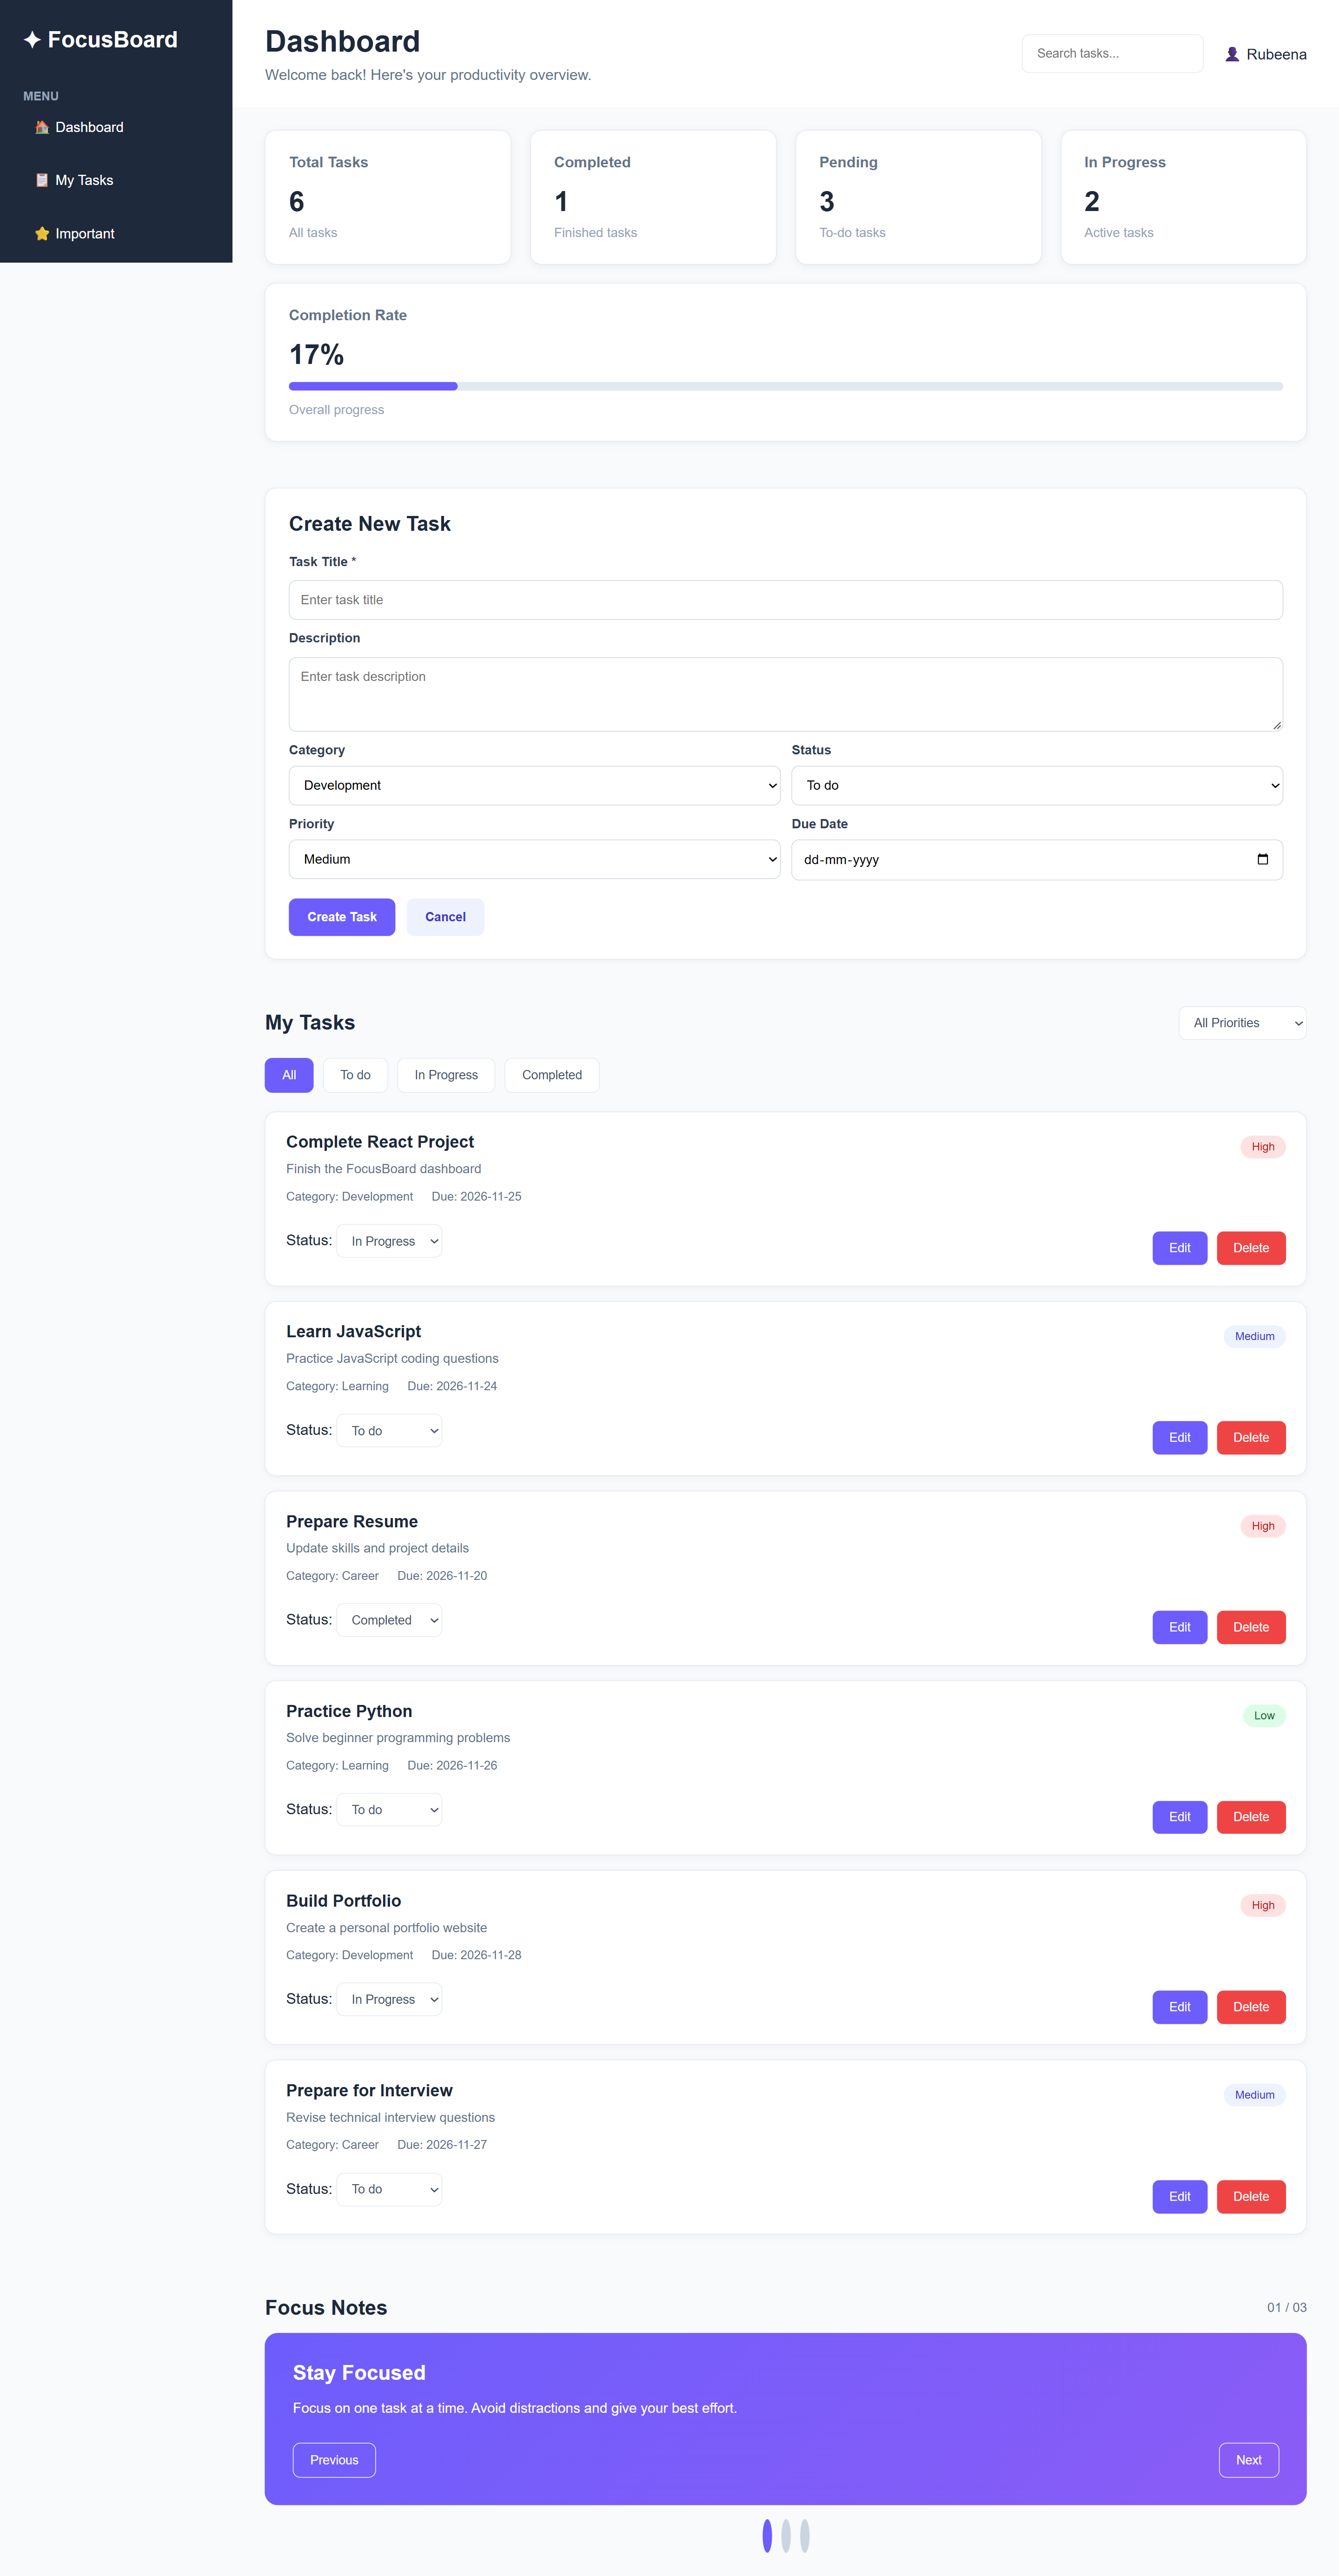 ✦ FocusBoard
MENU
🏠 Dashboard
📋 My Tasks
⭐ Important
Dashboard
Welcome back! Here's your productivity overview.
Search tasks...
👤 Rubeena
Total Tasks
6
All tasks
Completed
1
Finished tasks
Pending
3
To-do tasks
In Progress
2
Active tasks
Completion Rate
17%
Overall progress
Create New Task
Task Title *
Enter task title
Description
Enter task description
Category
Development
Status
To do
Priority
Medium
Due Date
dd-mm-yyyy
Create Task
Cancel
My Tasks
All Priorities
All
To do
In Progress
Completed
Complete React Project
High
Finish the FocusBoard dashboard
Category: Development Due: 2026-11-25
Status: In Progress
Edit
Delete
Learn JavaScript
Medium
Practice JavaScript coding questions
Category: Learning Due: 2026-11-24
Status: To do
Edit
Delete
Prepare Resume
High
Update skills and project details
Category: Career Due: 2026-11-20
Status: Completed
Edit
Delete
Practice Python
Low
Solve beginner programming problems
Category: Learning Due: 2026-11-26
Status: To do
Edit
Delete
Build Portfolio
High
Create a personal portfolio website
Category: Development Due: 2026-11-28
Status: In Progress
Edit
Delete
Prepare for Interview
Medium
Revise technical interview questions
Category: Career Due: 2026-11-27
Status: To do
Edit
Delete
Focus Notes
01 / 03
Stay Focused
Focus on one task at a time. Avoid distractions and give your best effort.
Previous
Next